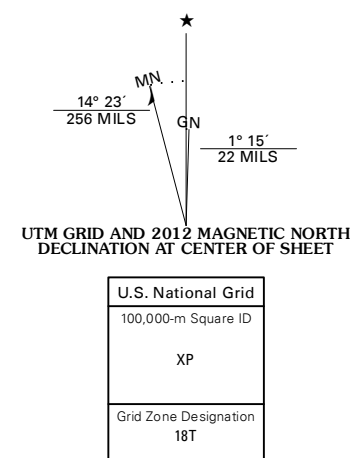 ★
MN
14° 23´
256 MILS
GN
1° 15´
22 MILS
UTM GRID AND 2012 MAGNETIC NORTH
DECLINATION AT CENTER OF SHEET
U.S. National Grid
100,000-m Square ID
XP
Grid Zone Designation
18T